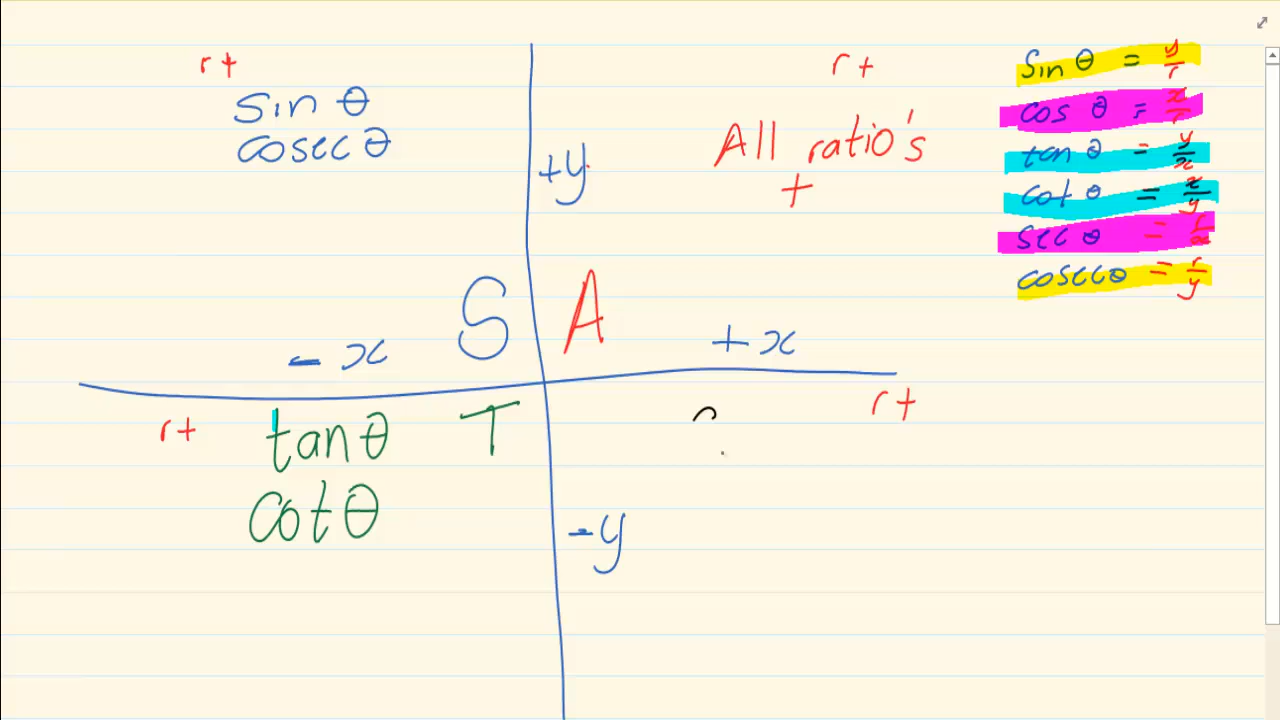 r+
sin θ
cosec θ
+y
r+
All ratio's
+
S
A
- x
+ x
r+
tan θ
cot θ
T
r+
-y
sin θ = y/r
cos θ = x/r
tan θ = y/x
cot θ = x/y
sec θ = r/x
cosec θ = r/y